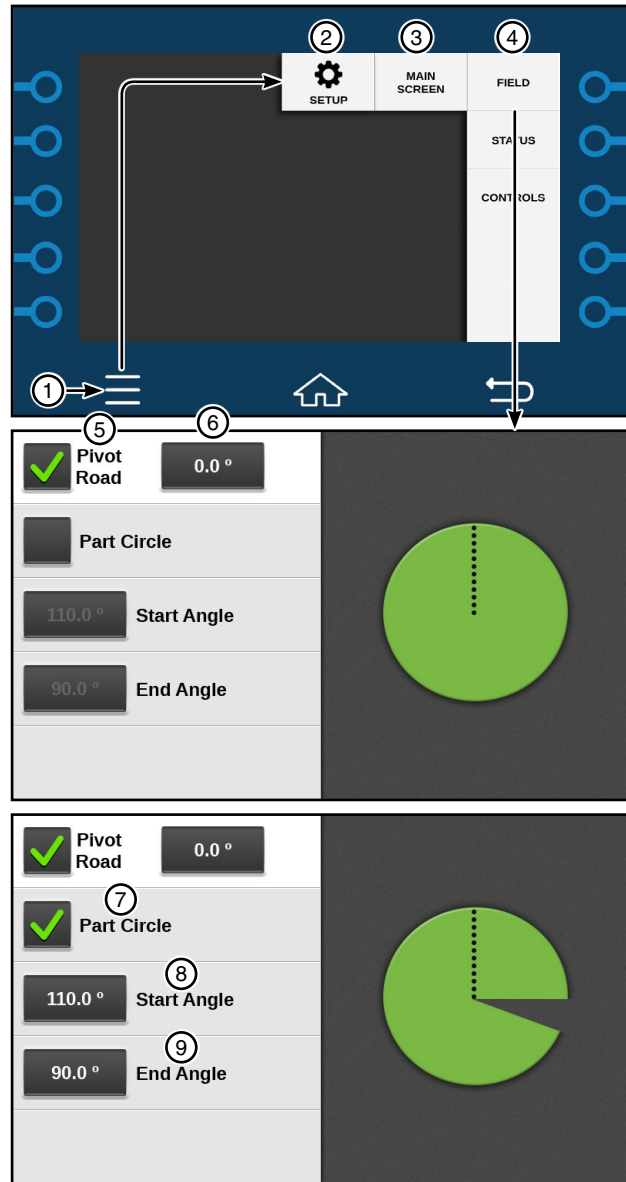 2
3
4
SETUP
MAIN
SCREEN
FIELD
STATUS
CONTROLS
1
5
6
Pivot
Road
0.0 º
Part Circle
110.0 º
Start Angle
90.0 º
End Angle
Pivot
Road
0.0 º
7
Part Circle
8
110.0 º
Start Angle
9
90.0 º
End Angle